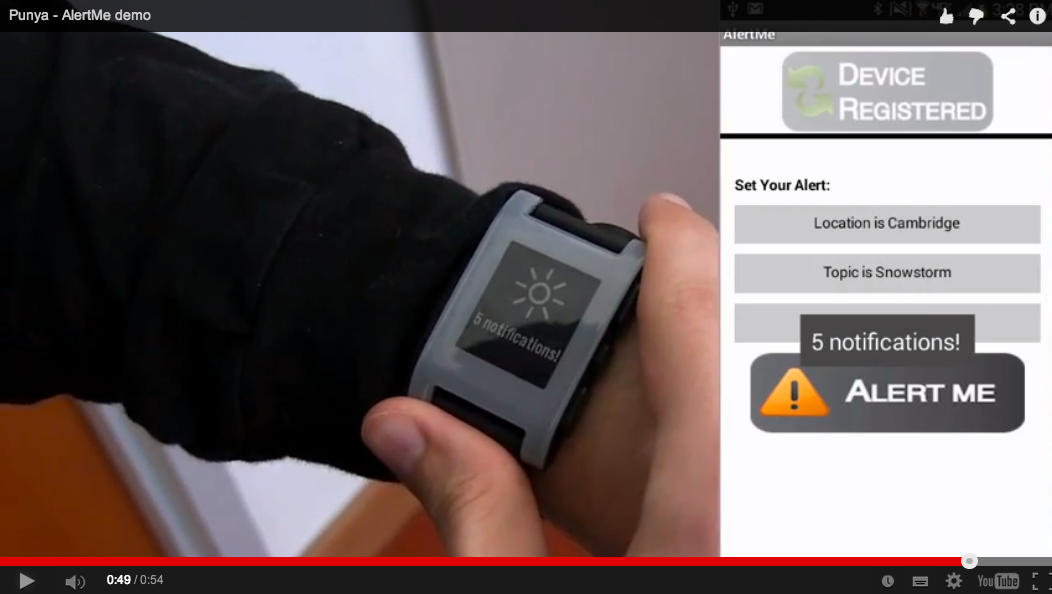 Punya - AlertMe demo
AlertMe
DEVICE
REGISTERED
Set Your Alert:
Location is Cambridge
Topic is Snowstorm
5 notifications!
5 notifications!
ALERT ME
0:49 / 0:54
YouTube